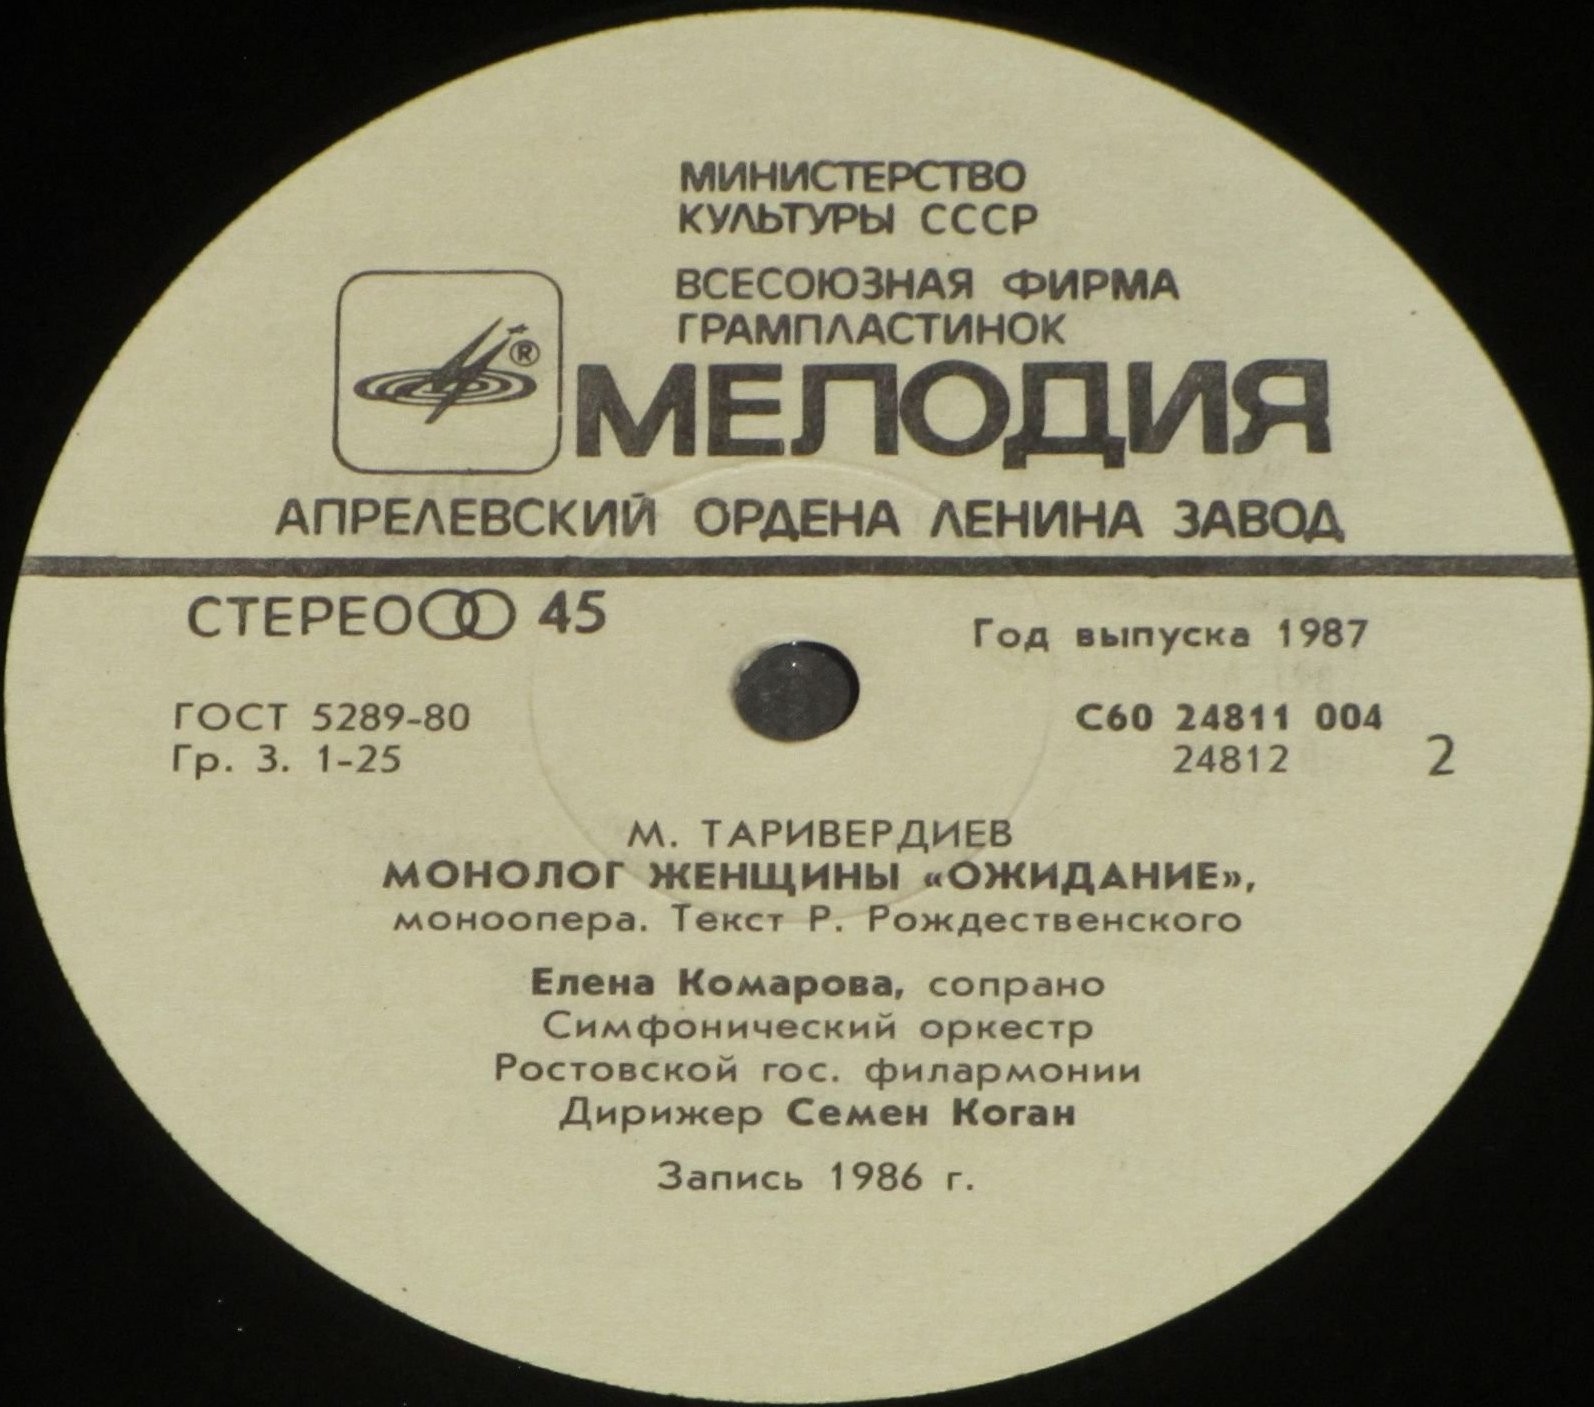 МИНИСТЕРСТВО
КУЛЬТУРЫ СССР
ВСЕСОЮЗНАЯ ФИРМА
ГРАМПЛАСТИНОК
®
МЕЛОДИЯ
АПРЕЛЕВСКИЙ ОРДЕНА ЛЕНИНА ЗАВОД
СТЕРЕО 45
Год выпуска 1987
ГОСТ 5289-80
Гр. 3. 1-25
С60 24811 004
24812
2
М. ТАРИВЕРДИЕВ
МОНОЛОГ ЖЕНЩИНЫ «ОЖИДАНИЕ»,
моноопера. Текст Р. Рождественского
Елена Комарова, сопрано
Симфонический оркестр
Ростовской гос. филармонии
Дирижер Семен Коган
Запись 1986 г.